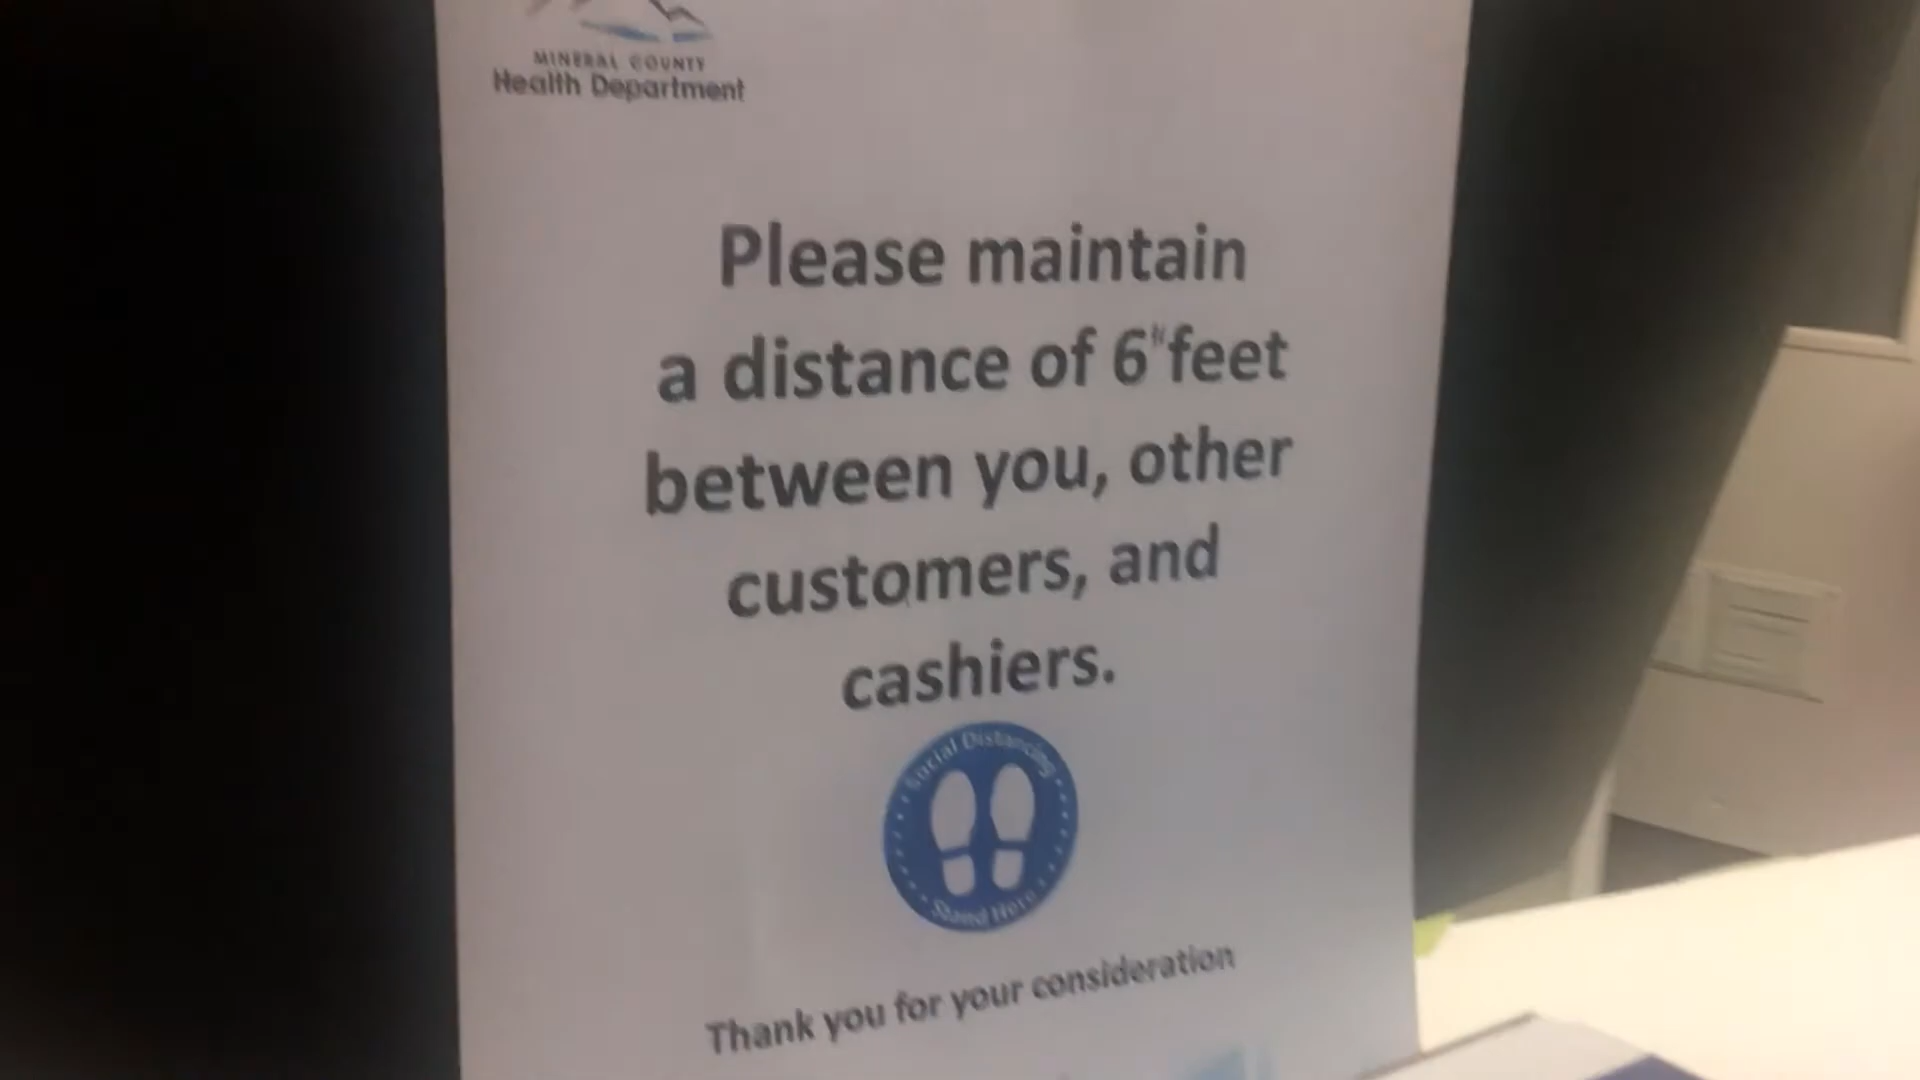 MINERAL COUNTY
Health Department
Please maintain
a distance of 6" feet
between you, other
customers, and
cashiers.
Social Distancing
Stand Here
Thank you for your consideration